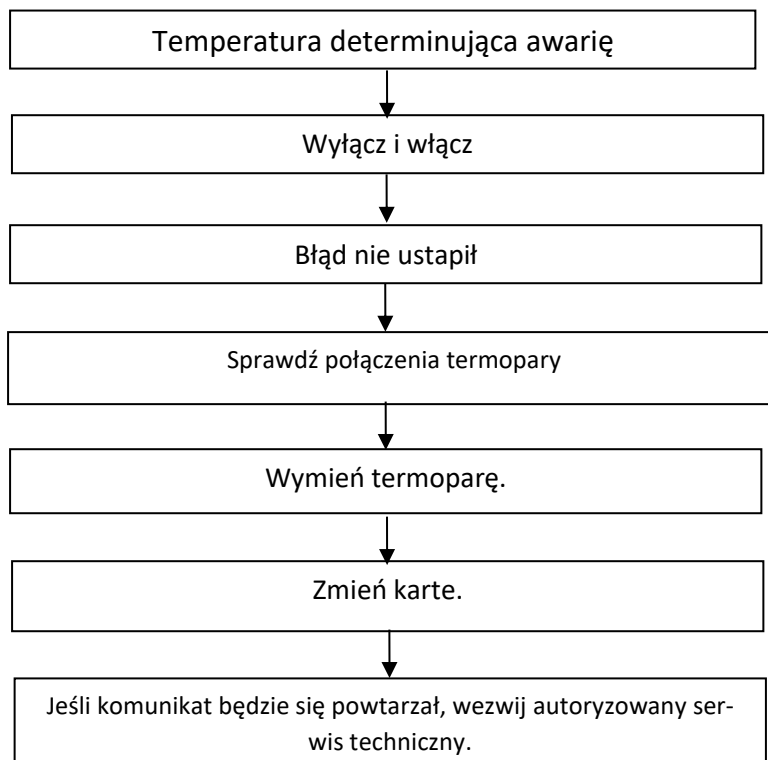 Temperatura determinująca awarię
Wyłącz i włącz
Błąd nie ustapił
Sprawdź połączenia termopary
Wymień termoparę.
Zmień karte.
Jeśli komunikat będzie się powtarzał, wezwij autoryzowany ser-
wis techniczny.